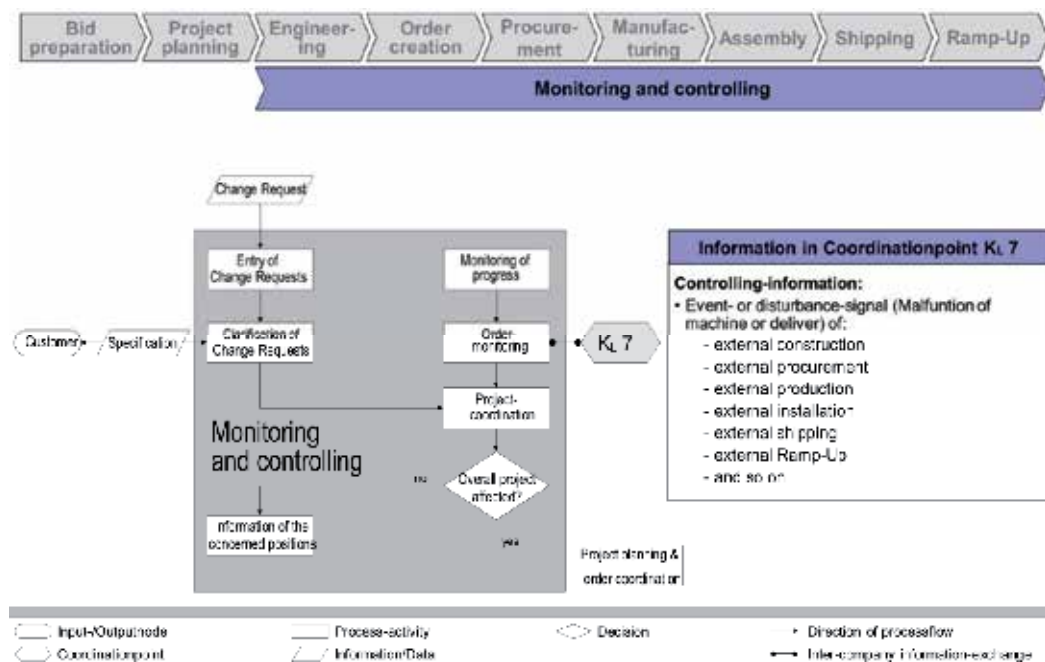 Bid
preparation
Project
planning
Engineer-
ing
Order
creation
Procure-
ment
Manufac-
turing
Assembly
Shipping
Ramp-Up
Monitoring and controlling
Change Request
Entry of
Change Requests
Monitoring of
progress
Customer
Specification
Clarification of
Change Requests
Order-
monitoring
KL 7
Project-
coordination
Monitoring
and controlling
no
Overall project
affected?
Information of the
concerned positions
yes
Project planning &
order coordination
Information in Coordinationpoint KL 7
Controlling-information:
• Event- or disturbance-signal (Malfuntion of
machine or deliver) of:
- external construction
- external procurement
- external production
- external installation
- external shipping
- external Ramp-Up
- and so on
Input-/Outputnode
Process-activity
Decision
Direction of processflow
Coordinationpoint
Information/Data
Inter-company information-exchange